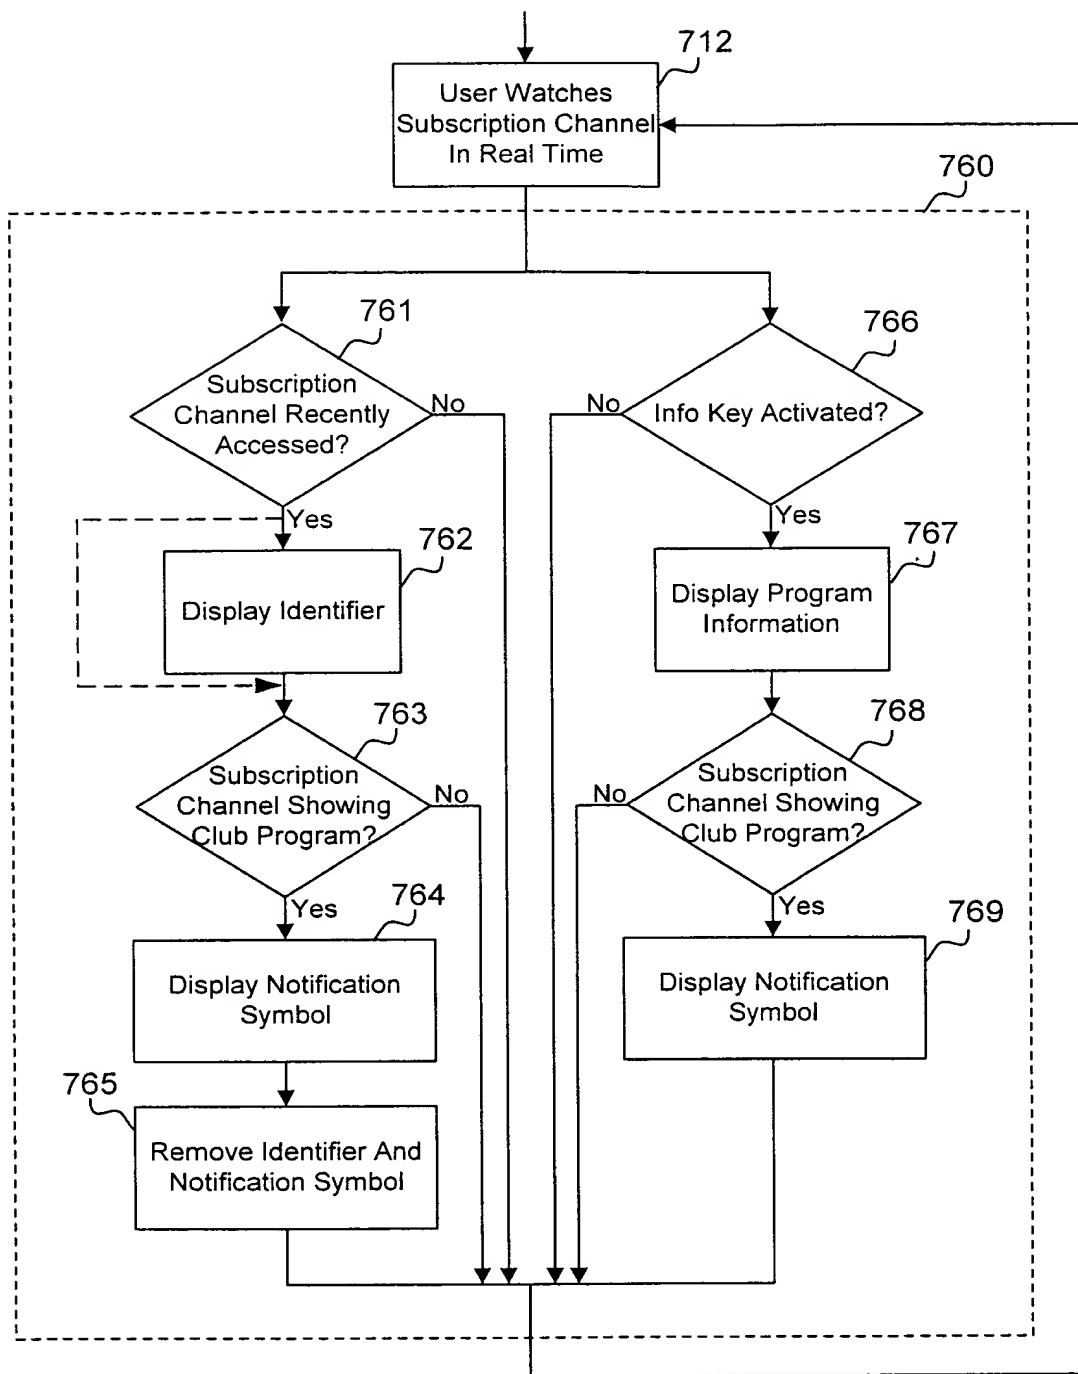 712
User Watches
Subscription Channel
In Real Time
760
761
Subscription
Channel Recently
Accessed?
No
Yes
766
Info Key Activated?
No
Yes
762
Display Identifier
767
Display Program
Information
763
Subscription
Channel Showing
Club Program?
No
Yes
768
Subscription
Channel Showing
Club Program?
No
Yes
764
Display Notification
Symbol
769
Display Notification
Symbol
765
Remove Identifier And
Notification Symbol